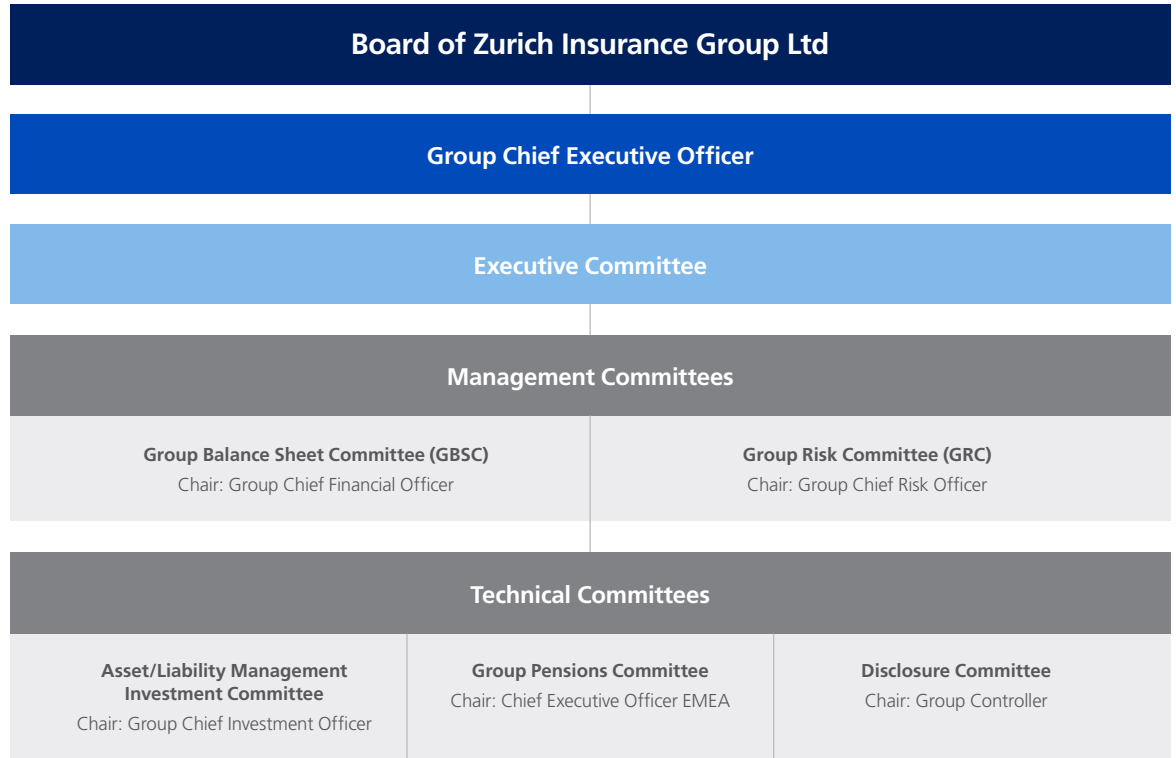 Board of Zurich Insurance Group Ltd
Group Chief Executive Officer
Executive Committee
Management Committees
Group Balance Sheet Committee (GBSC)
Chair: Group Chief Financial Officer
Group Risk Committee (GRC)
Chair: Group Chief Risk Officer
Technical Committees
Asset/Liability Management
Investment Committee
Chair: Group Chief Investment Officer
Group Pensions Committee
Chair: Chief Executive Officer EMEA
Disclosure Committee
Chair: Group Controller